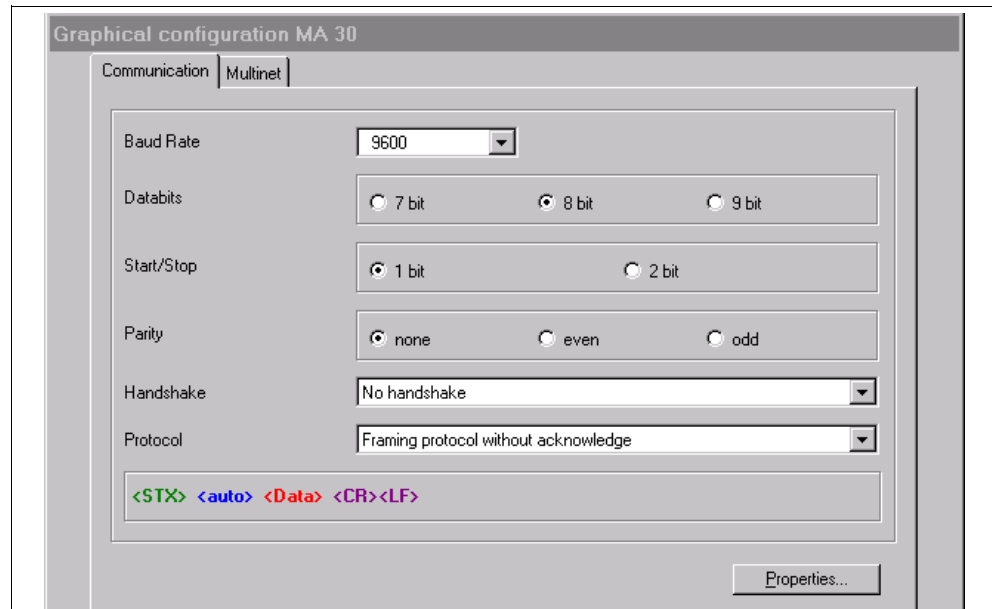 Graphical configuration MA 30
Communication Multinet
Baud Rate 9600
Databits 7 bit 8 bit 9 bit
Start/Stop 1 bit 2 bit
Parity none even odd
Handshake No handshake
Protocol Framing protocol without acknowledge
<STX> <auto> <Data> <CR><LF>
Properties...